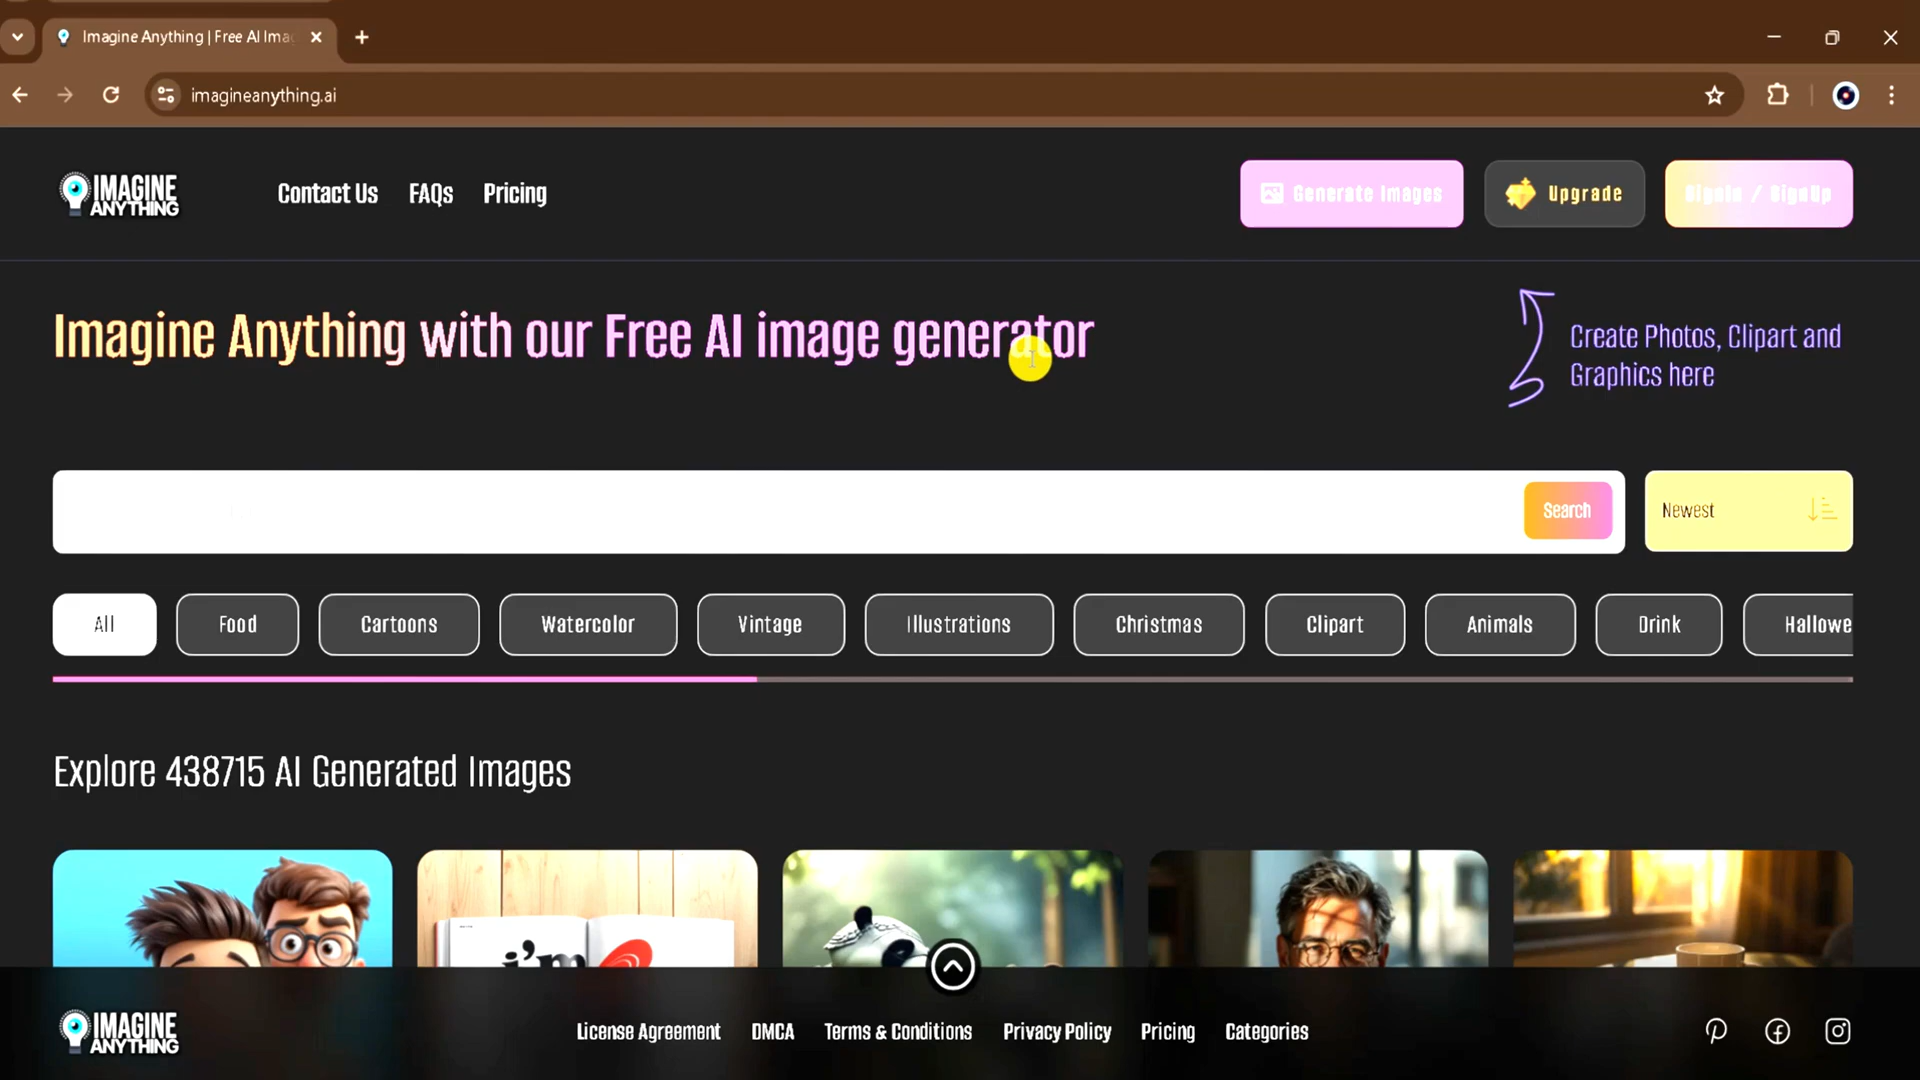 Imagine Anything | Free AI Imag
imagineanything.ai
IMAGINE
ANYTHING
Contact Us
FAQs
Pricing
Generate Images
Upgrade
SignIn / SignUp
Imagine Anything with our Free AI image generator
Create Photos, Clipart and
Graphics here
Search
Newest
All
Food
Cartoons
Watercolor
Vintage
Illustrations
Christmas
Clipart
Animals
Drink
Hallowe
Explore 438715 AI Generated Images
i'm
IMAGINE
ANYTHING
License Agreement
DMCA
Terms & Conditions
Privacy Policy
Pricing
Categories